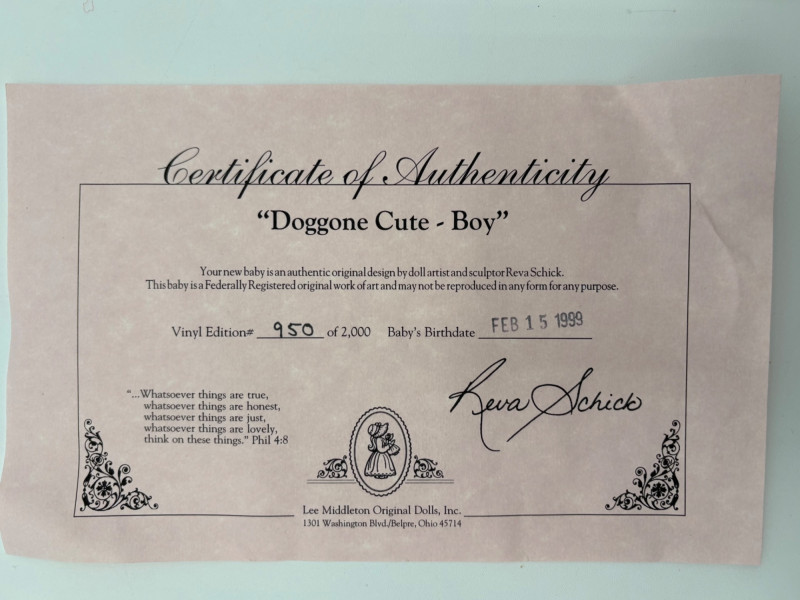 Certificate of Authenticity
“Doggone Cute - Boy”
Your new baby is an authentic original design by doll artist and sculptor Reva Schick.
This baby is a Federally Registered original work of art and may not be reproduced in any form for any purpose.
Vinyl Edition# 950 of 2,000 Baby's Birthdate FEB 15 1999
“...Whatsoever things are true,
whatsoever things are honest,
whatsoever things are just,
whatsoever things are lovely,
think on these things.” Phil 4:8
Reva Schick
Lee Middleton Original Dolls, Inc.
1301 Washington Blvd./Belpre, Ohio 45714